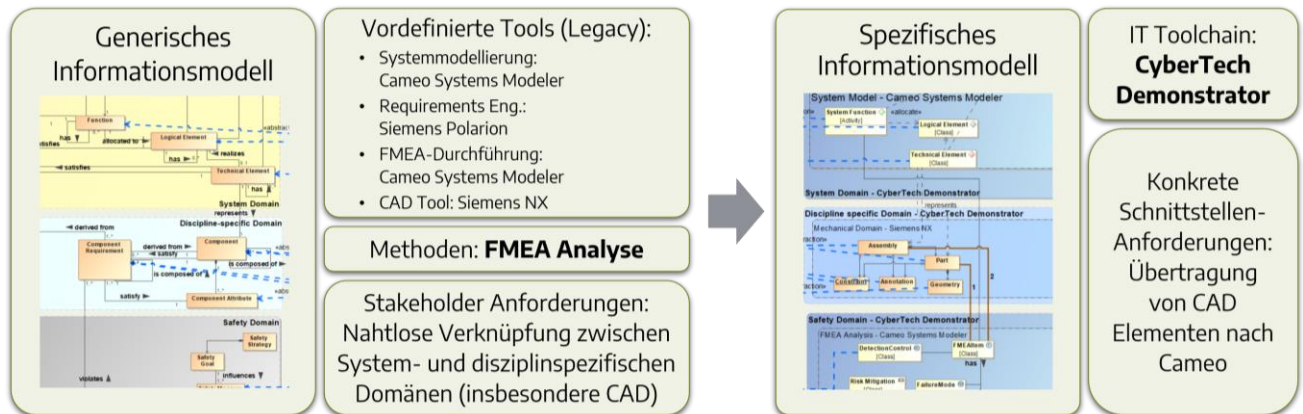 Generisches
Informationsmodell
Function
has
satisfies
allocated to
Logical Element
has
realizes
satisfies
Technical Element
has
System Domain
represents
Discipline-specific Domain
derived from
Component
Requirement
derived from
satisfy
Component
is composed of
is composed of
satisfy
Component Attribute
Safety Domain
Safety
Strategy
Safety
Goal
violates
influences
Vordefinierte Tools (Legacy):
• Systemmodellierung:
Cameo Systems Modeler
• Requirements Eng.:
Siemens Polarion
• FMEA-Durchführung:
Cameo Systems Modeler
• CAD Tool: Siemens NX
Methoden: FMEA Analyse
Stakeholder Anforderungen:
Nahtlose Verknüpfung zwischen
System- und disziplinspezifischen
Domänen (insbesondere CAD)
Spezifisches
Informationsmodell
System Model - Cameo Systems Modeler
System Function
[Activity]
«allocate»
Logical Element
[Class]
Technical Element
[Class]
System Domain - CyberTech Demonstrator
represents
Discipline specific Domain - CyberTech Demonstrator
Mechanical Domain - Siemens NX
Assembly
Part
Constraint
Annotation
Geometry
1
2
Safety Domain - CyberTech Demonstrator
FMEA Analysis - Cameo Systems Modeler
DetectionControl
[Class]
FMEAItem
[Class]
has
Risk Mitigation
FailureMode
IT Toolchain:
CyberTech
Demonstrator
Konkrete
Schnittstellen-
Anforderungen:
Übertragung
von CAD
Elementen nach
Cameo